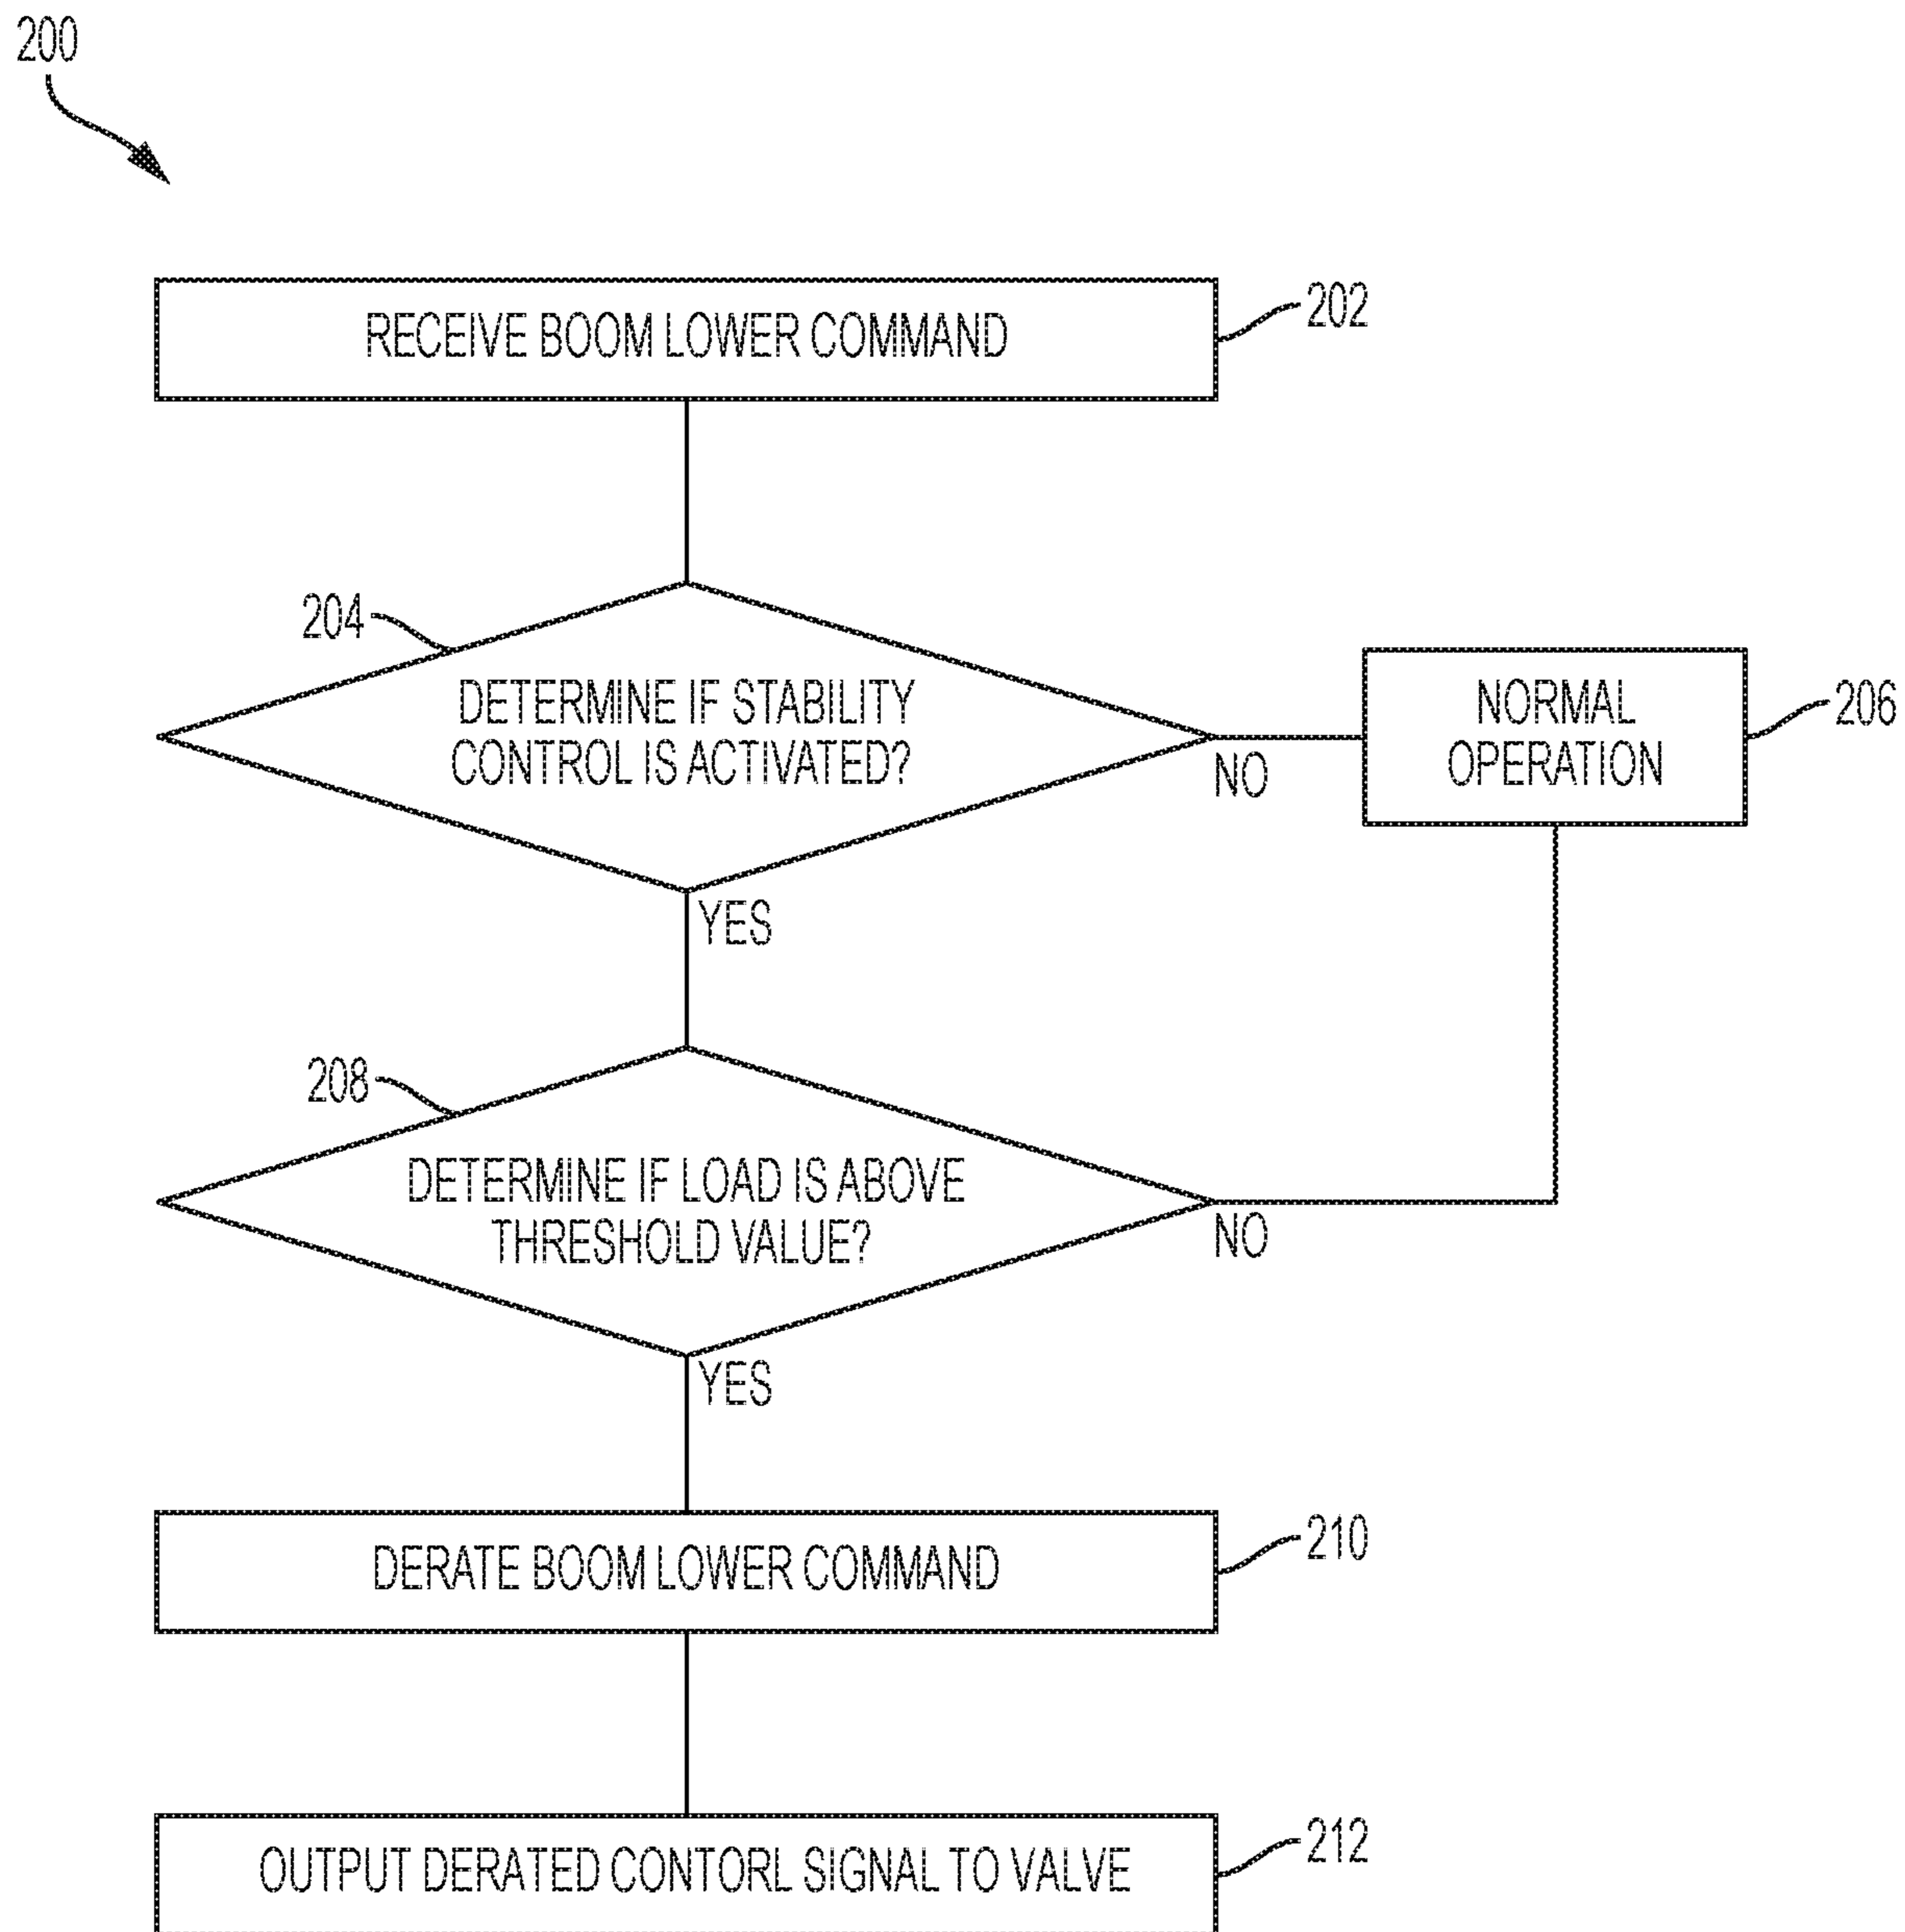 200
RECEIVE BOOM LOWER COMMAND
202
204
DETERMINE IF STABILITY
CONTROL IS ACTIVATED?
NO
NORMAL
OPERATION
206
YES
208
DETERMINE IF LOAD IS ABOVE
THRESHOLD VALUE?
NO
YES
DERATE BOOM LOWER COMMAND
210
OUTPUT DERATED CONTORL SIGNAL TO VALVE
212